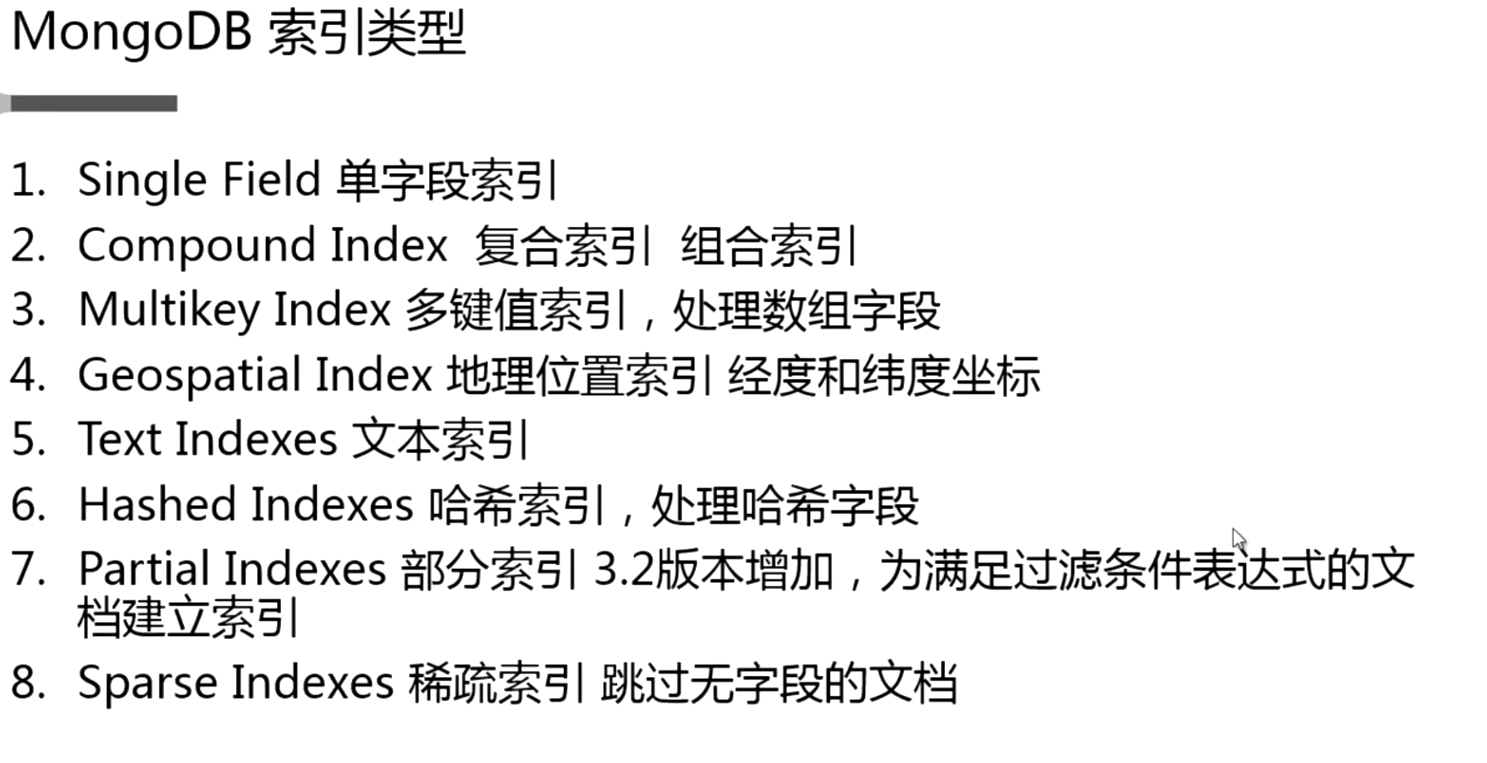 MongoDB 索引类型
1. Single Field 单字段索引
2. Compound Index 复合索引 组合索引
3. Multikey Index 多键值索引，处理数组字段
4. Geospatial Index 地理位置索引 经度和纬度坐标
5. Text Indexes 文本索引
6. Hashed Indexes 哈希索引，处理哈希字段
7. Partial Indexes 部分索引 3.2版本增加，为满足过滤条件表达式的文
档建立索引
8. Sparse Indexes 稀疏索引 跳过无字段的文档